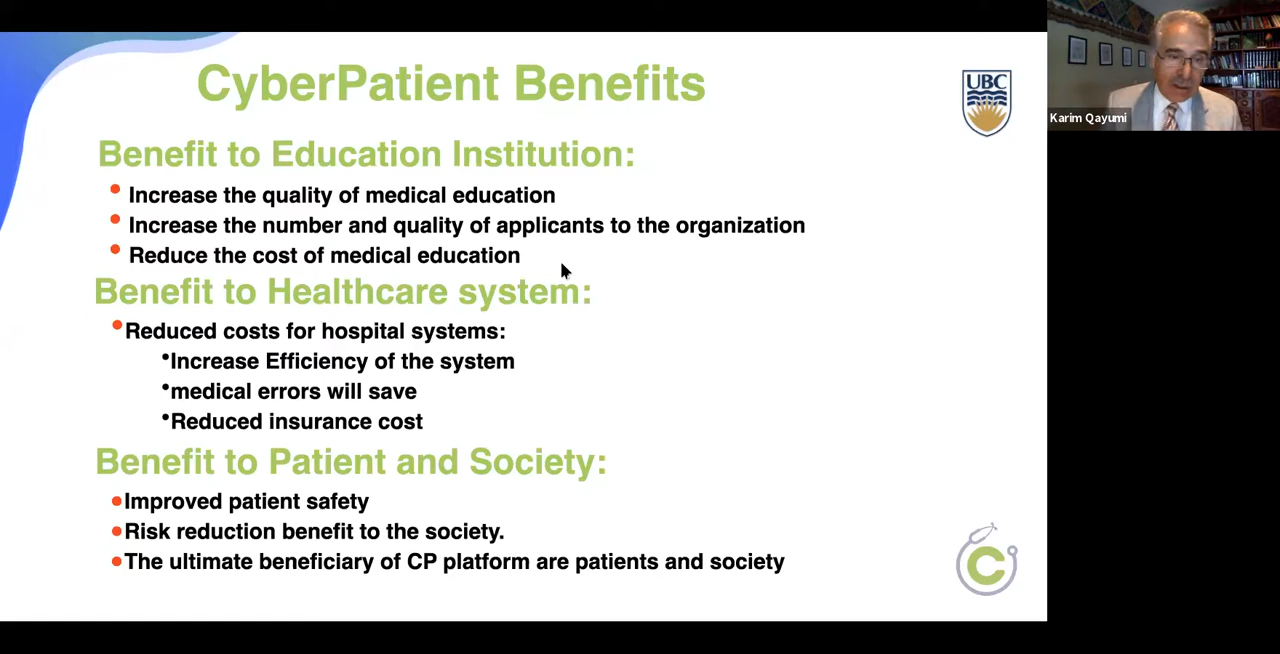 CyberPatient Benefits
UBC
Karim Qayumi
Benefit to Education Institution:
• Increase the quality of medical education
• Increase the number and quality of applicants to the organization
• Reduce the cost of medical education
Benefit to Healthcare system:
•Reduced costs for hospital systems:
•Increase Efficiency of the system
•medical errors will save
•Reduced insurance cost
Benefit to Patient and Society:
•Improved patient safety
•Risk reduction benefit to the society.
•The ultimate beneficiary of CP platform are patients and society
C